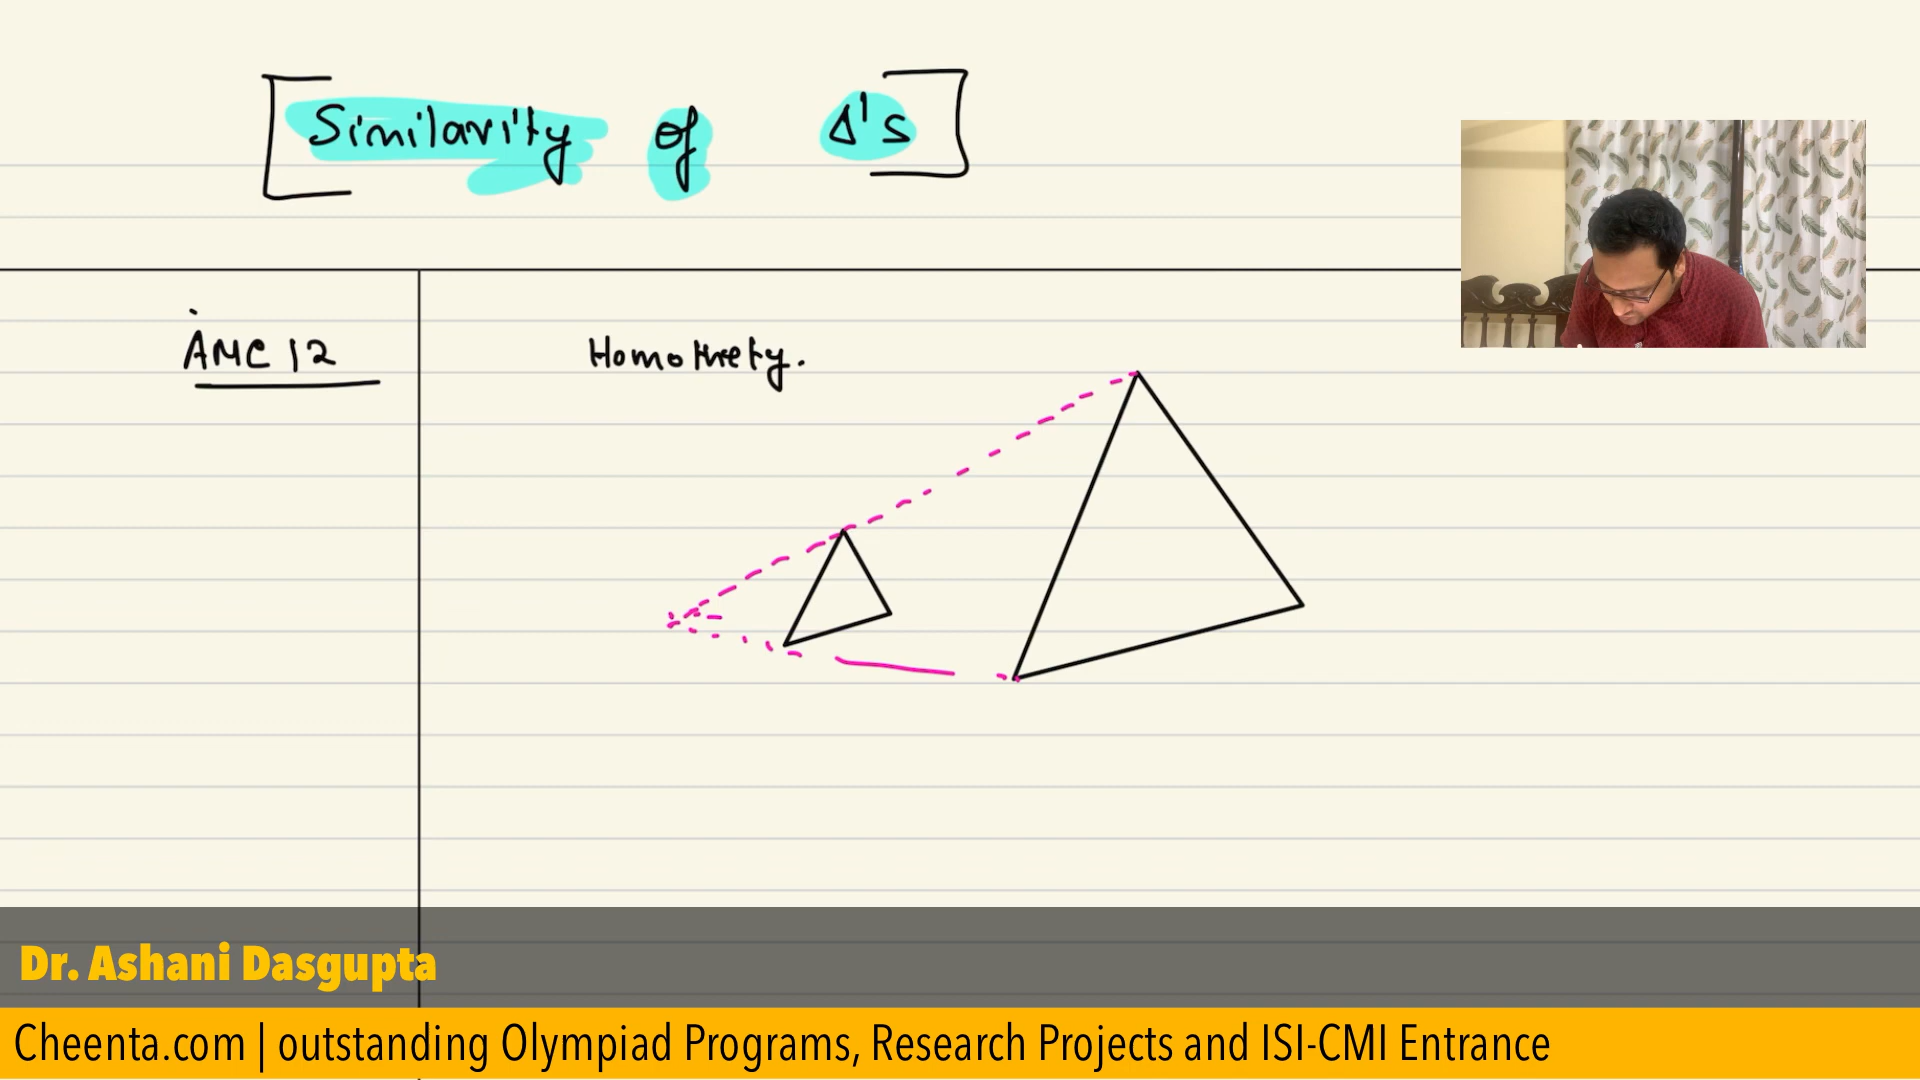 Similarity of Δ's
AMC 12
Homothety.
Dr. Ashani Dasgupta
Cheenta.com | outstanding Olympiad Programs, Research Projects and ISI-CMI Entrance